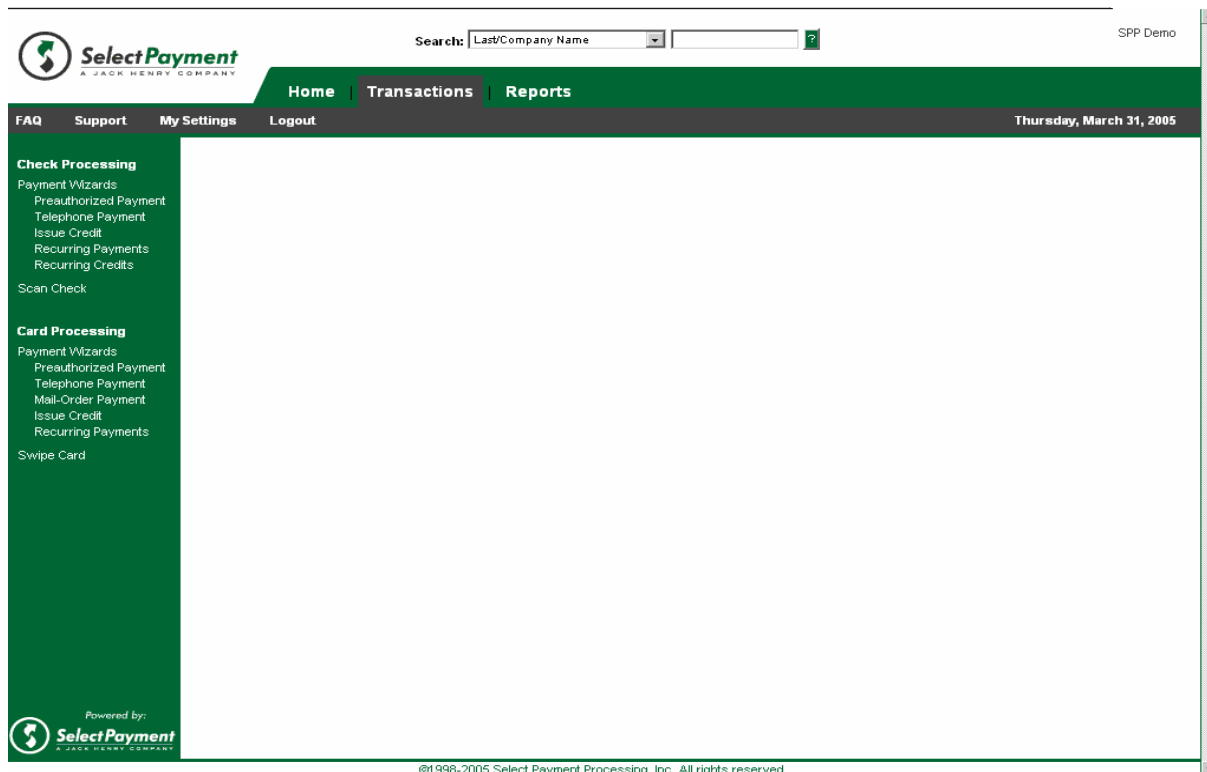 Select Payment
A JACK HENRY COMPANY
Search: Last/Company Name ?
SPP Demo
Home | Transactions | Reports
FAQ Support My Settings Logout Thursday, March 31, 2005
Check Processing
Payment Wizards
Preauthorized Payment
Telephone Payment
Issue Credit
Recurring Payments
Recurring Credits
Scan Check
Card Processing
Payment Wizards
Preauthorized Payment
Telephone Payment
Mail-Order Payment
Issue Credit
Recurring Payments
Swipe Card
Powered by:
Select Payment
A JACK HENRY COMPANY
©1998-2005 Select Payment Processing, Inc. All rights reserved